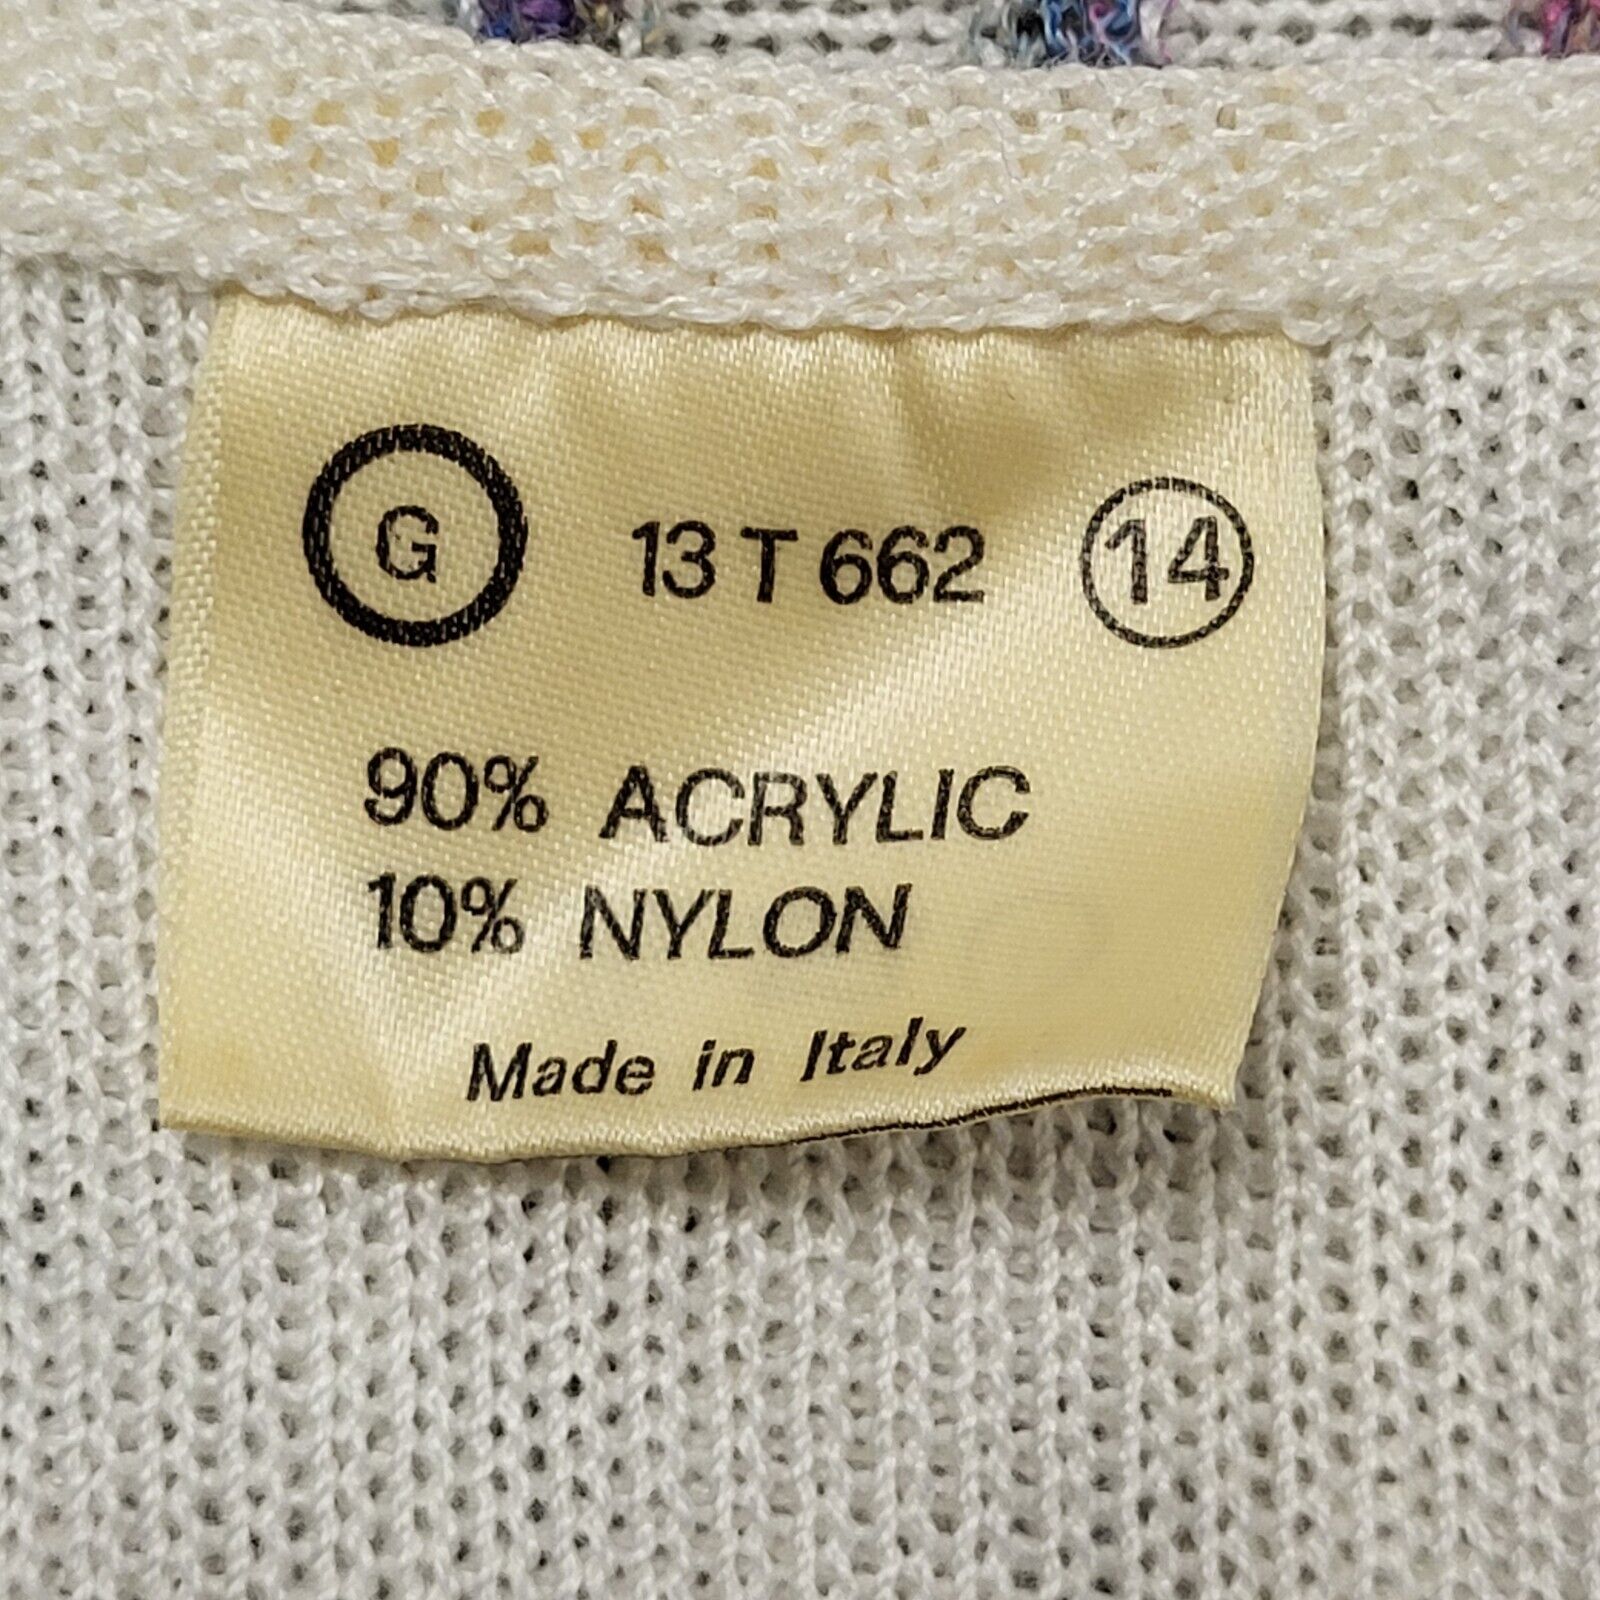 G 13 T 662 14
90% ACRYLIC
10% NYLON
Made in Italy